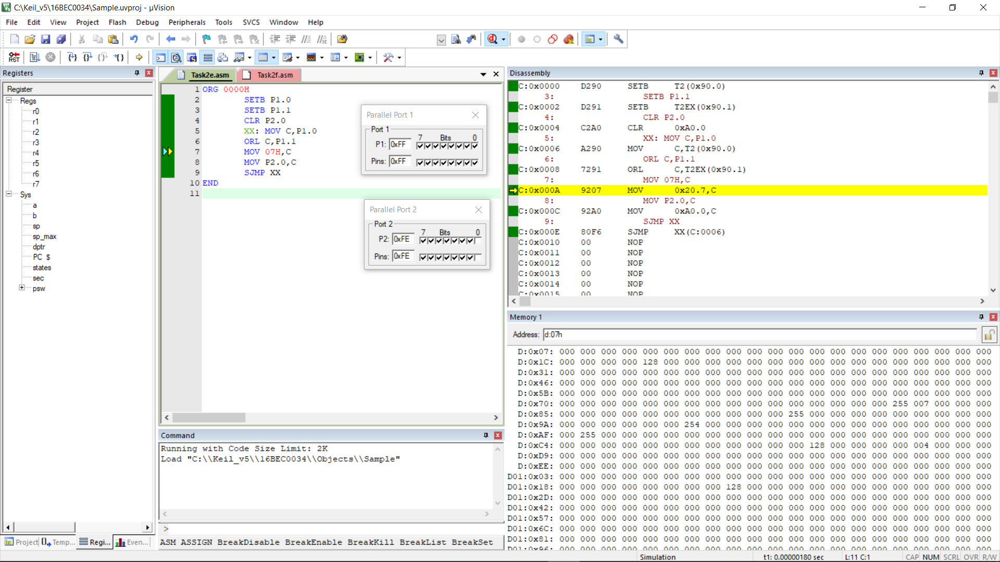 C:\Keil_v5\16BEC0034\Sample.uvproj - µVision
File Edit View Project Flash Debug Peripherals Tools SVCS Window Help
Registers
Register
Regs
r0
r1
r2
r3
r4
r5
r6
r7
Sys
a
b
sp
sp_max
dptr
PC $
states
sec
psw
Project Temp... Regi... Even...
Task2e.asm Task2f.asm
1 ORG 0000H
2 SETB P1.0
3 SETB P1.1
4 CLR P2.0
5 XX: MOV C,P1.0
6 ORL C,P1.1
7 MOV 07H,C
8 MOV P2.0,C
9 SJMP XX
10 END
11
Parallel Port 1
Port 1
7 Bits 0
P1: 0xFF
Pins: 0xFF
Parallel Port 2
Port 2
7 Bits 0
P2: 0xFE
Pins: 0xFE
Command
Running with Code Size Limit: 2K
Load "C:\\Keil_v5\\16BEC0034\\Objects\\Sample"
>
ASM ASSIGN BreakDisable BreakEnable BreakKill BreakList BreakSet
Disassembly
C:0x0000 D290 SETB T2(0x90.0)
3: SETB P1.1
C:0x0002 D291 SETB T2EX(0x90.1)
4: CLR P2.0
C:0x0004 C2A0 CLR 0xA0.0
5: XX: MOV C,P1.0
C:0x0006 A290 MOV C,T2(0x90.0)
6: ORL C,P1.1
C:0x0008 7291 ORL C,T2EX(0x90.1)
7: MOV 07H,C
C:0x000A 9207 MOV 0x20.7,C
8: MOV P2.0,C
C:0x000C 92A0 MOV 0xA0.0,C
9: SJMP XX
C:0x000E 80F6 SJMP XX(C:0006)
C:0x0010 00 NOP
C:0x0011 00 NOP
C:0x0012 00 NOP
C:0x0013 00 NOP
C:0x0014 00 NOP
C:0x0015 00 NOP
Memory 1
Address: d:07h
D:0x07: 000 000 000 000 000 000 000 000 000 000 000 000 000 000 000 000 000 000 000 000 000
D:0x1C: 000 000 000 000 128 000 000 000 000 000 000 000 000 000 000 000 000 000 000 000 000
D:0x31: 000 000 000 000 000 000 000 000 000 000 000 000 000 000 000 000 000 000 000 000 000
D:0x46: 000 000 000 000 000 000 000 000 000 000 000 000 000 000 000 000 000 000 000 000 000
D:0x5B: 000 000 000 000 000 000 000 000 000 000 000 000 000 000 000 000 000 000 000 000 000
D:0x70: 000 000 000 000 000 000 000 000 000 000 000 000 000 000 000 000 255 007 000 000 000
D:0x85: 000 000 000 000 000 000 000 000 000 000 000 255 000 000 000 000 000 000 000 000 000
D:0x9A: 000 000 000 000 000 000 254 000 000 000 000 000 000 000 000 000 000 000 000 000 000
D:0xAF: 000 255 000 000 000 000 000 000 000 000 000 000 000 000 000 000 000 000 000 000 000
D:0xC4: 000 000 000 000 000 000 000 000 000 000 000 000 128 000 000 000 000 004 000 000 000
D:0xD9: 000 000 000 000 000 000 000 000 000 000 000 000 000 000 000 000 000 000 000 000 000
D:0xEE: 000 000 000 000 000 000 000 000 000 000 000 000 000 000 000 000 000 000 000 000 000
D01:0x03: 000 000 000 000 000 000 000 000 000 000 000 000 000 000 000 000 000 000 000 000 000
D01:0x18: 000 000 000 000 000 000 000 000 128 000 000 000 000 000 000 000 000 000 000 000 000
D01:0x2D: 000 000 000 000 000 000 000 000 000 000 000 000 000 000 000 000 000 000 000 000 000
D01:0x42: 000 000 000 000 000 000 000 000 000 000 000 000 000 000 000 000 000 000 000 000 000
D01:0x57: 000 000 000 000 000 000 000 000 000 000 000 000 000 000 000 000 000 000 000 000 000
D01:0x6C: 000 000 000 000 000 000 000 000 000 000 000 000 000 000 000 000 000 000 000 000 000
D01:0x81: 000 000 000 000 000 000 000 000 000 000 000 000 000 000 000 000 000 000 000 000 000
D01:0x96: 000 000 000 000 000 000 000 000 000 000 000 000 000 000 000 000 000 000 000 000 000
Simulation t1: 0.00000180 sec L:11 C:1 CAP NUM SCRL OVR R/W